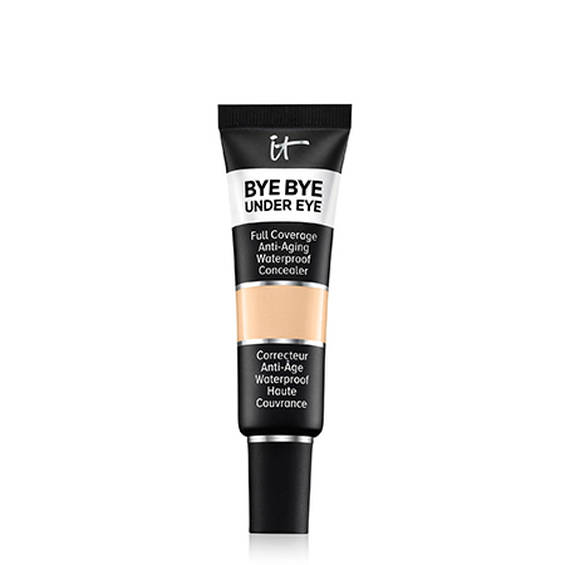 it
BYE BYE
UNDER EYE
Full Coverage
Anti-Aging
Waterproof
Concealer
Correcteur
Anti-Âge
Waterproof
Haute
Couvrance